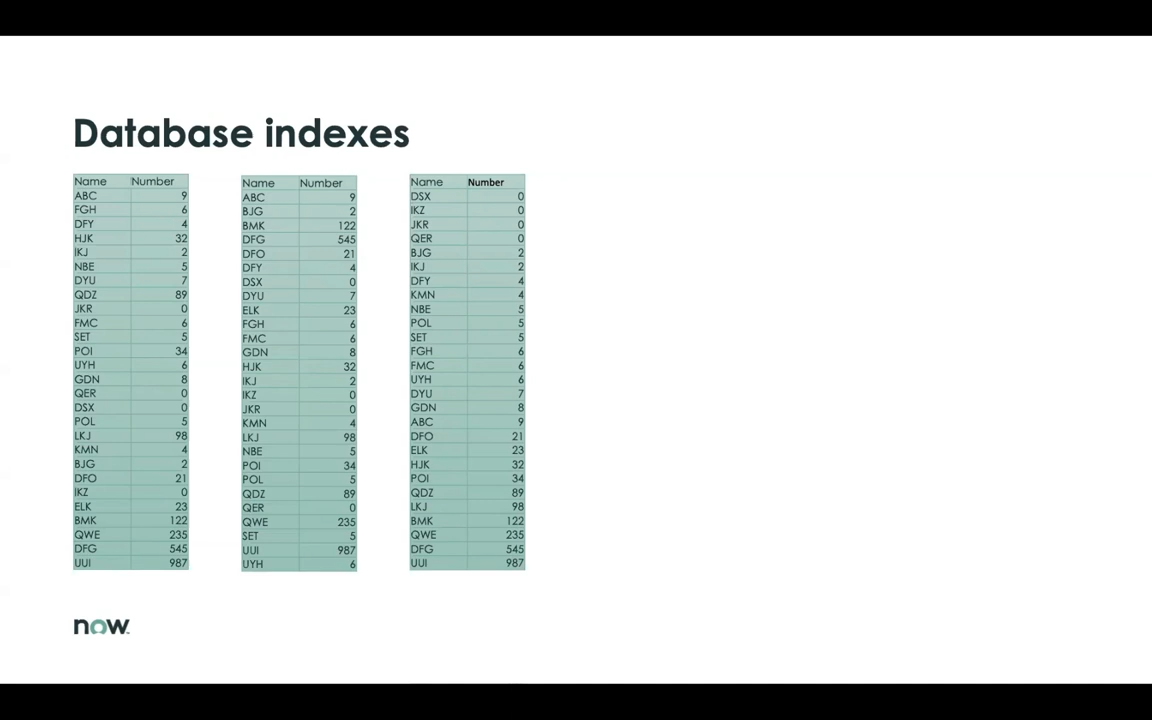 Database indexes
Name Number
ABC 9
FGH 6
DFY 4
HJK 32
IKJ 2
NBE 5
DYU 7
QDZ 89
JKR 0
FMC 6
SET 5
POI 34
UYH 6
GDN 8
QER 0
DSX 0
POL 5
LKJ 98
KMN 4
BJG 2
DFO 21
IKZ 0
ELK 23
BMK 122
QWE 235
DFG 545
UUI 987
Name Number
ABC 9
BJG 2
BMK 122
DFG 545
DFO 21
DFY 4
DSX 0
DYU 7
ELK 23
FGH 6
FMC 6
GDN 8
HJK 32
IKJ 2
IKZ 0
JKR 0
KMN 4
LKJ 98
NBE 5
POI 34
POL 5
QDZ 89
QER 0
QWE 235
SET 5
UUI 987
UYH 6
Name Number
DSX 0
IKZ 0
JKR 0
QER 0
BJG 2
IKJ 2
DFY 4
KMN 4
NBE 5
POL 5
SET 5
FGH 6
FMC 6
UYH 6
DYU 7
GDN 8
ABC 9
DFO 21
ELK 23
HJK 32
POI 34
QDZ 89
LKJ 98
BMK 122
QWE 235
DFG 545
UUI 987
now